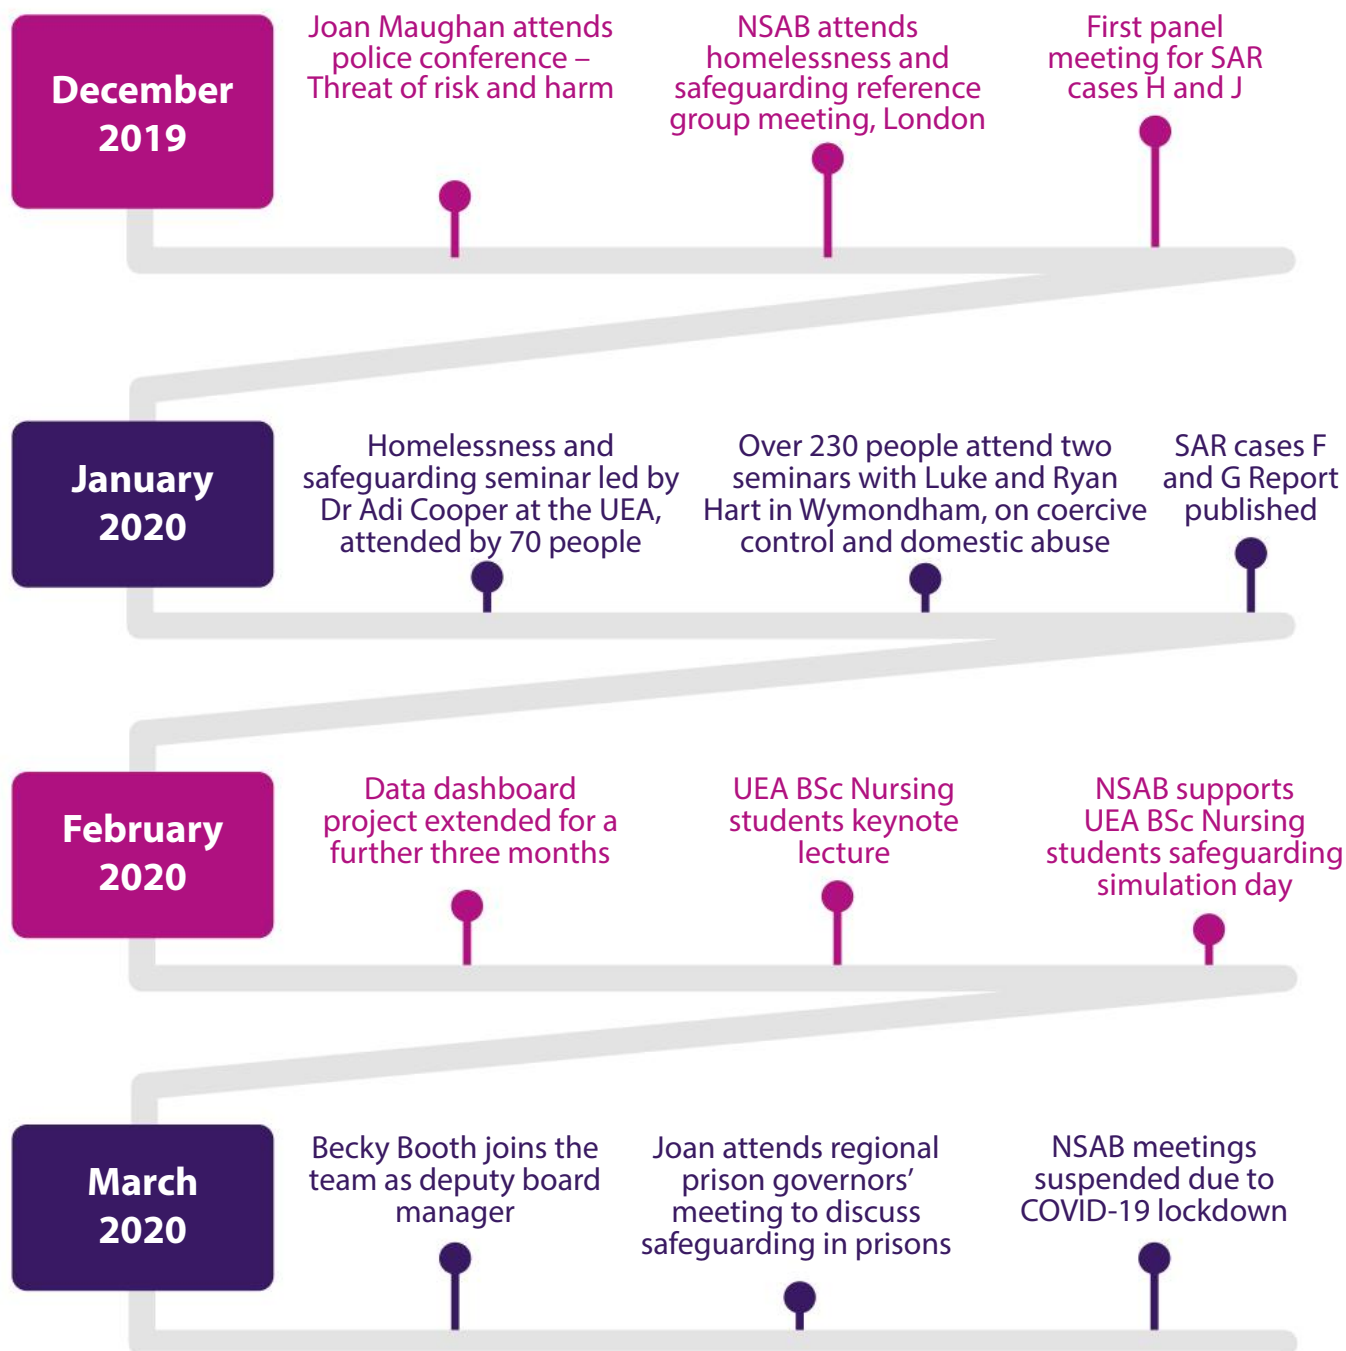 December
2019
Joan Maughan attends
police conference –
Threat of risk and harm
NSAB attends
homelessness and
safeguarding reference
group meeting, London
First panel
meeting for SAR
cases H and J
January
2020
Homelessness and
safeguarding seminar led by
Dr Adi Cooper at the UEA,
attended by 70 people
Over 230 people attend two
seminars with Luke and Ryan
Hart in Wymondham, on coercive
control and domestic abuse
SAR cases F
and G Report
published
February
2020
Data dashboard
project extended for a
further three months
UEA BSc Nursing
students keynote
lecture
NSAB supports
UEA BSc Nursing
students safeguarding
simulation day
March
2020
Becky Booth joins the
team as deputy board
manager
Joan attends regional
prison governors’
meeting to discuss
safeguarding in prisons
NSAB meetings
suspended due to
COVID-19 lockdown